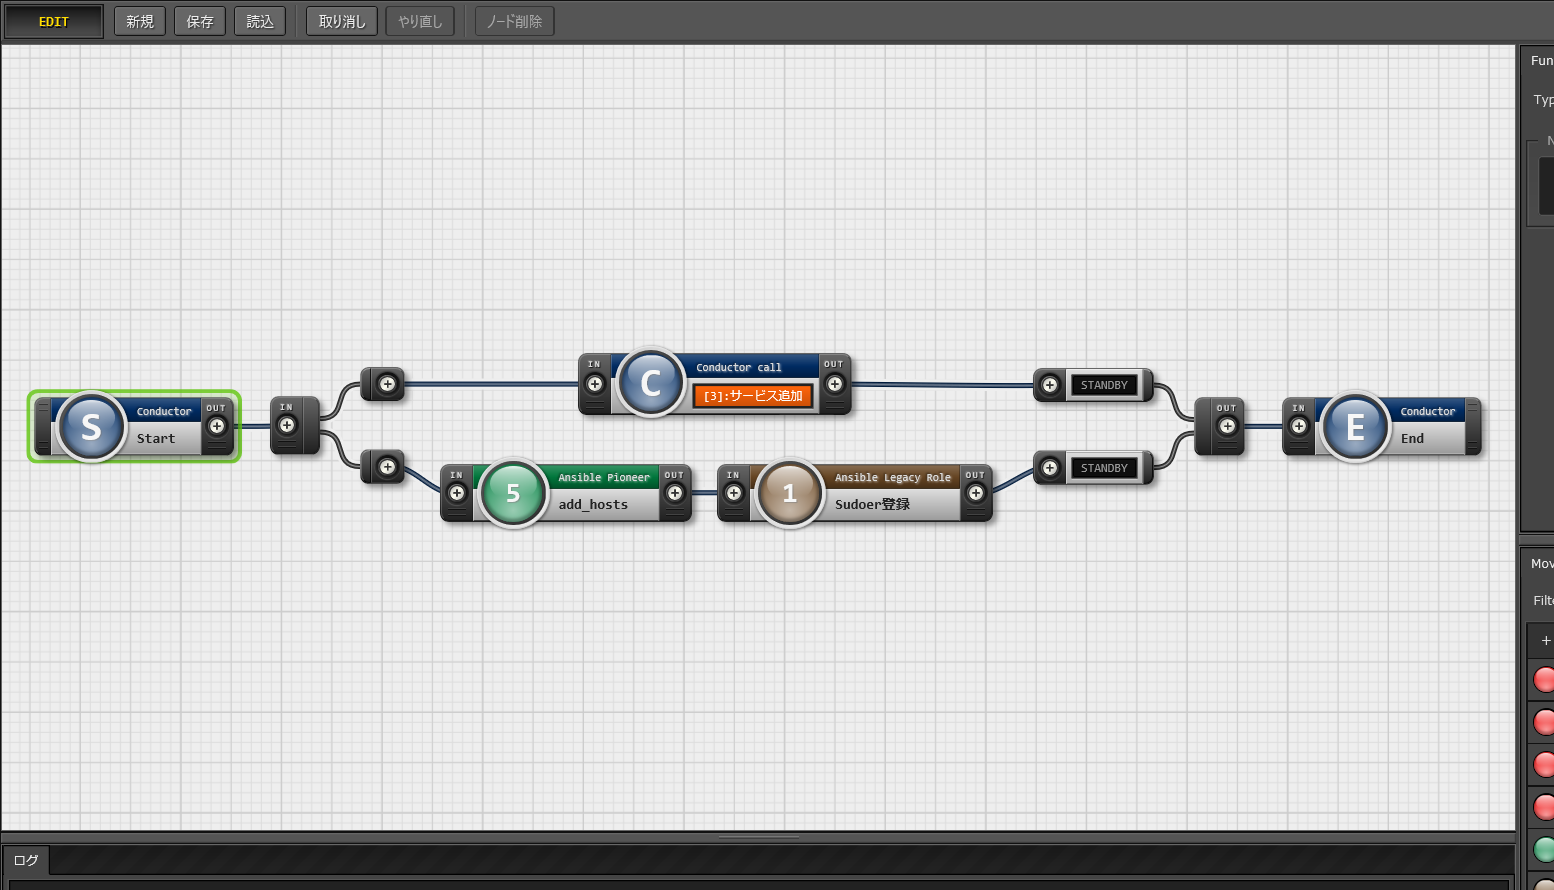 EDIT 新規 保存 読込 取り消し やり直し ノード削除
Fun
Typ
N
IN Conductor call OUT
[3]:サービス追加
STANDBY
Conductor OUT
S Start
IN
C
OUT
IN Conductor
E End
IN Ansible Pioneer OUT
5 add_hosts
IN Ansible Legacy Role OUT
1 Sudoer登録
STANDBY
Mov
Filte
+
ログ